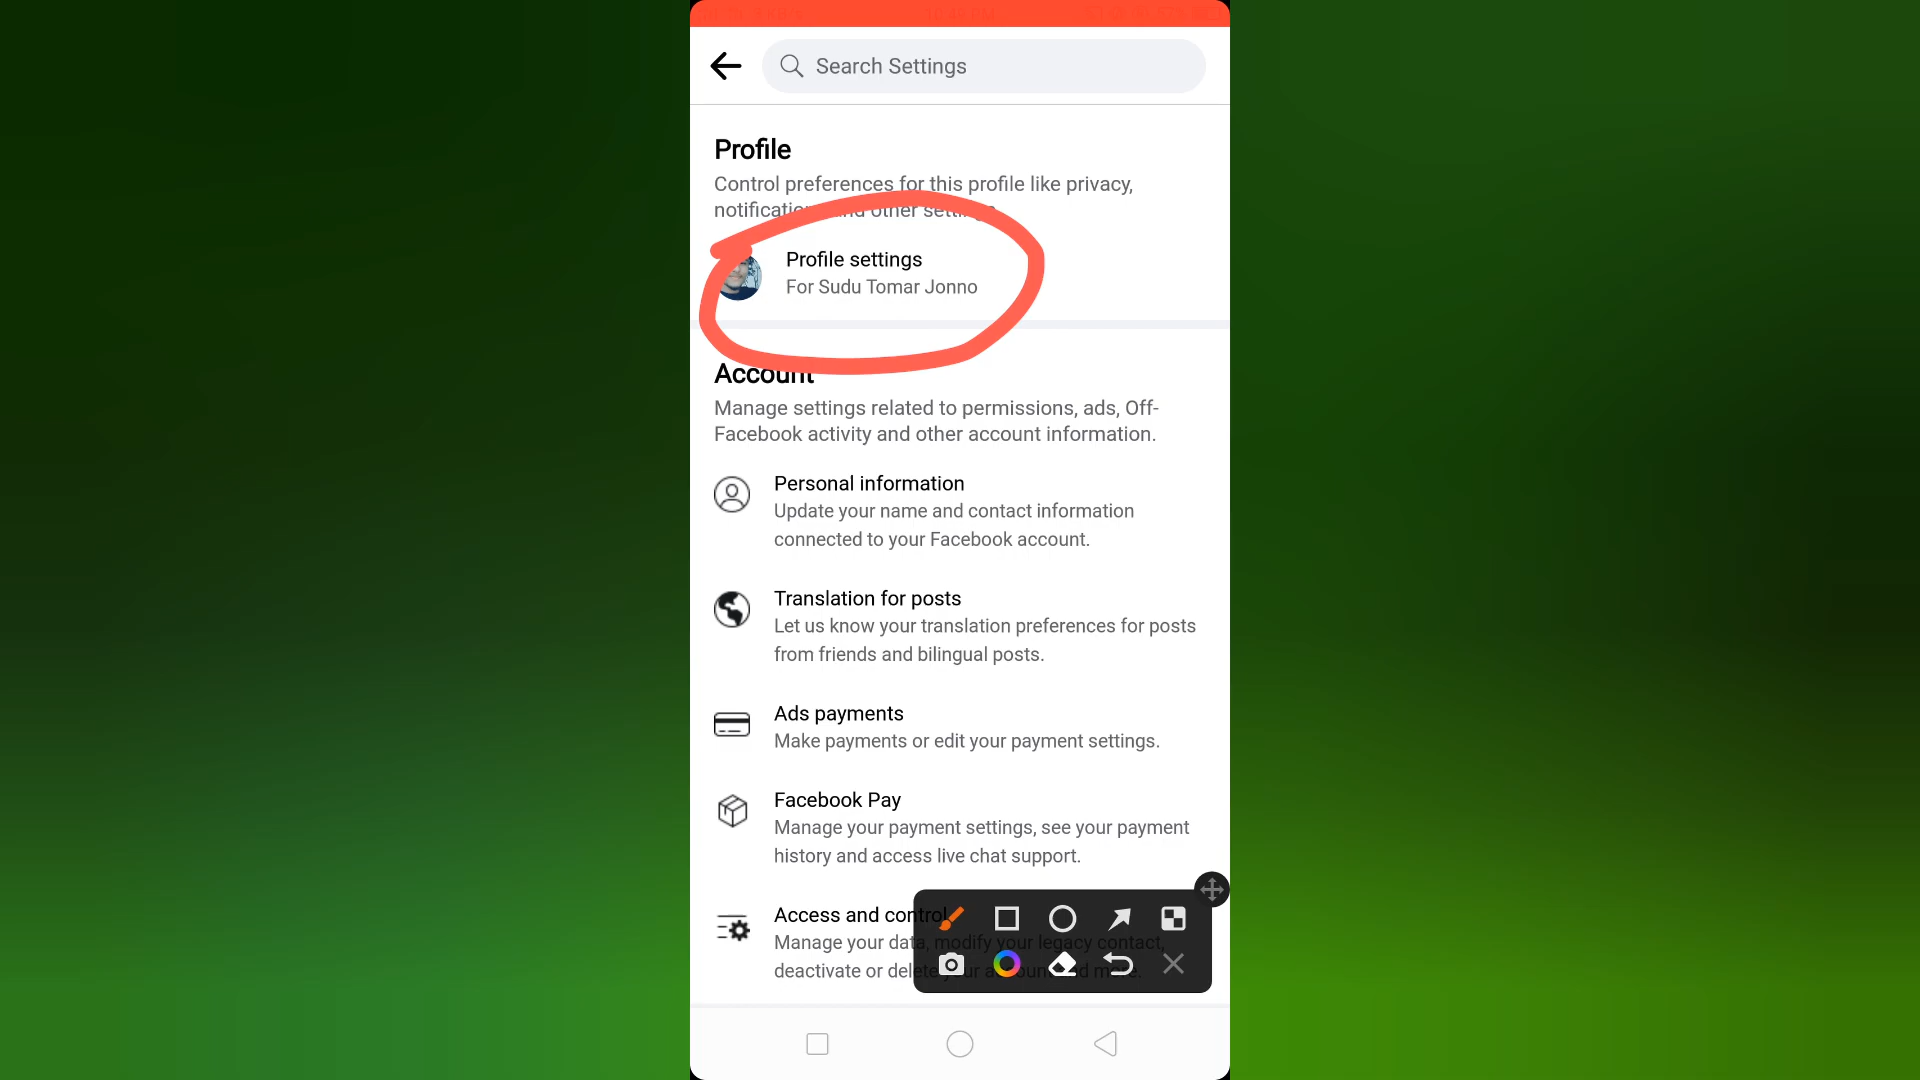 Search Settings
Profile
Control preferences for this profile like privacy,
notifications and other settings.
Profile settings
For Sudu Tomar Jonno
Account
Manage settings related to permissions, ads, Off-
Facebook activity and other account information.
Personal information
Update your name and contact information
connected to your Facebook account.
Translation for posts
Let us know your translation preferences for posts
from friends and bilingual posts.
Ads payments
Make payments or edit your payment settings.
Facebook Pay
Manage your payment settings, see your payment
history and access live chat support.
Access and control
Manage your data, modify your legacy contact,
deactivate or delete your account and more.